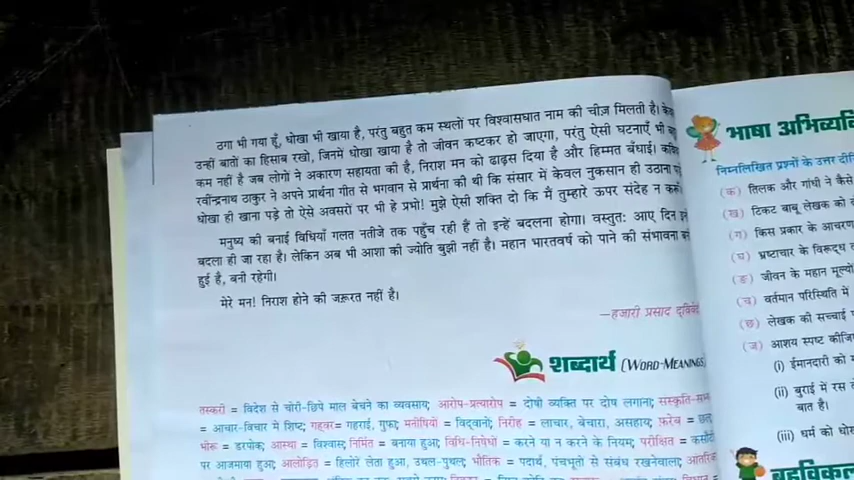 ठगा भी गया हूँ, धोखा भी खाया है, परंतु बहुत कम स्थलों पर विश्वासघात नाम की चीज़ मिलती है।
उन्हीं बातों का हिसाब रखो, जिनमें धोखा खाया है तो जीवन कष्टकर हो जाएगा, परंतु ऐसी घटनाएँ भी
कम नहीं हैं जब लोगों ने अकारण सहायता की है, निराश मन को ढाढ़स दिया है और हिम्मत बँधाई है।
रवींद्रनाथ ठाकुर ने अपने प्रार्थना गीत से भगवान से प्रार्थना की थी कि संसार में केवल नुकसान ही उठाना
धोखा ही खाना पड़े तो ऐसे अवसरों पर भी हे प्रभो! मुझे ऐसी शक्ति दो कि मैं तुम्हारे ऊपर संदेह न करूँ
मनुष्य की बनाई विधियाँ गलत नतीजे तक पहुँच रही हैं तो इन्हें बदलना होगा। वस्तुत: आए दिन इन्हें
बदला ही जा रहा है। लेकिन अब भी आशा की ज्योति बुझी नहीं है। महान भारतवर्ष को पाने की संभावना
हुई है, बनी रहेगी।
मेरे मन! निराश होने की ज़रूरत नहीं है।
—हजारी प्रसाद द्विवेदी
शब्दार्थ (WORD-MEANINGS)
तस्करी = विदेश से चोरी-छिपे माल बेचने का व्यवसाय, आरोप-प्रत्यारोप = दोषी व्यक्ति पर दोष लगाना; संस्कृति
= आचार-विचार में शिष्ट; गहवर = गहराई, गुफा; मनीषियों = विद्वानों; निरीह = लाचार, बेचारा, असहाय; फ़रेब =
भीरू = डरपोक; आस्था = विश्वास; निर्मित = बनाया हुआ; विधि-निषेधों = करने या न करने के नियम; परीक्षित =
पर आजमाया हुआ, आलोड़ित = हिलोरें लेता हुआ, उथल-पुथल; भौतिक = पदार्थ, पंचभूतों से संबंध रखनेवाला;
भाषा अभिव्यक्ति
निम्नलिखित प्रश्नों के उत्तर
(क) तिलक और गांधी ने कैसे
(ख) टिकट बाबू लेखक को
(ग) किस प्रकार के आचरण
(घ) भ्रष्टाचार के विरूद्ध
(ङ) जीवन के महान मूल्यों
(च) वर्तमान परिस्थिति में
(छ) लेखक को सच्चाई
(ज) आशय स्पष्ट कीजिए
(i) ईमानदारी को
(ii) बुराई में रस
बात है।
(iii) धर्म को धोखा